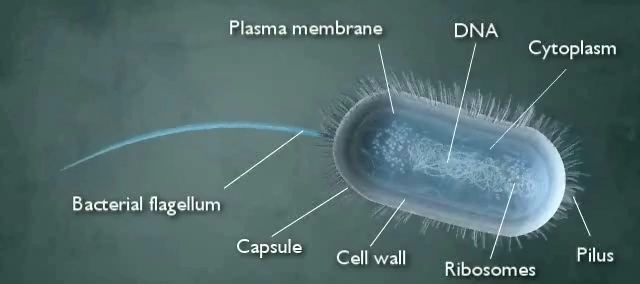 Plasma membrane
DNA
Cytoplasm
Bacterial flagellum
Capsule
Cell wall
Ribosomes
Pilus